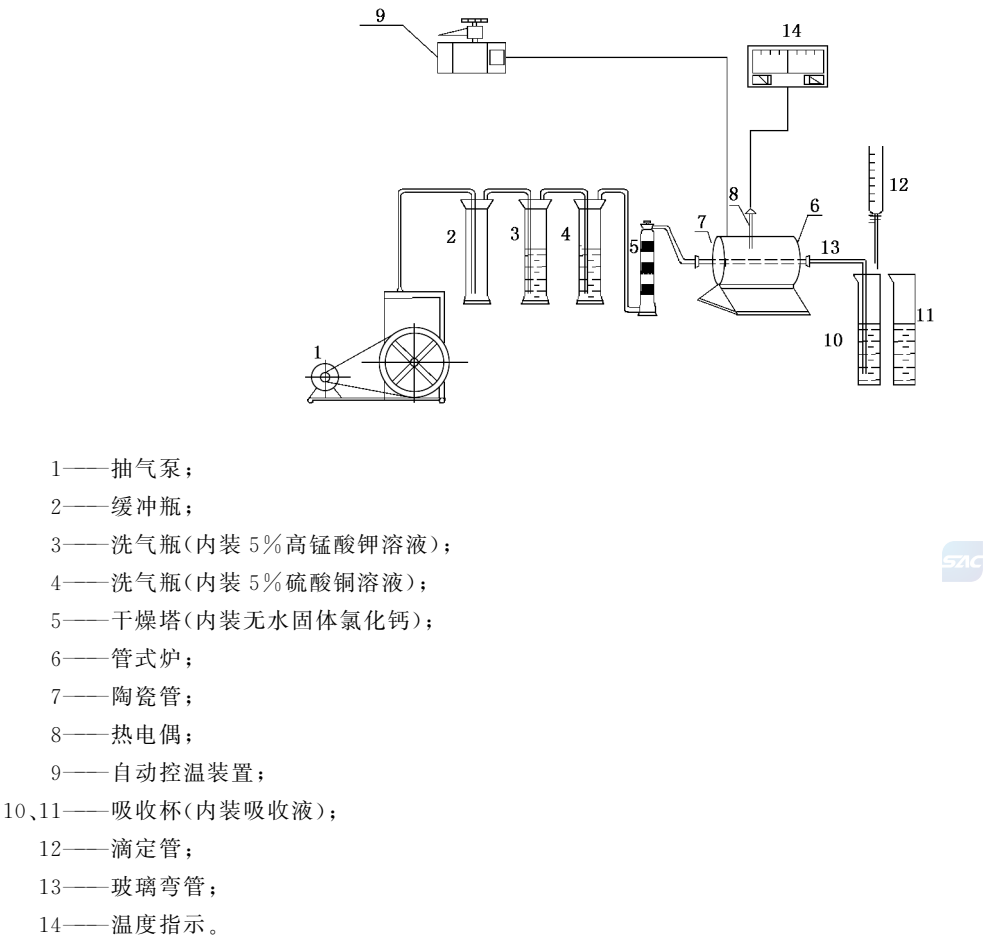 9
14
12
8
6
7
13
2
3
4
5
11
10
1
1——抽气泵；
2——缓冲瓶；
3——洗气瓶(内装 5%高锰酸钾溶液)；
4——洗气瓶(内装 5%硫酸铜溶液)；
5——干燥塔(内装无水固体氯化钙)；
6——管式炉；
7——陶瓷管；
8——热电偶；
9——自动控温装置；
10、11——吸收杯(内装吸收液)；
12——滴定管；
13——玻璃弯管；
14——温度指示。
SAC